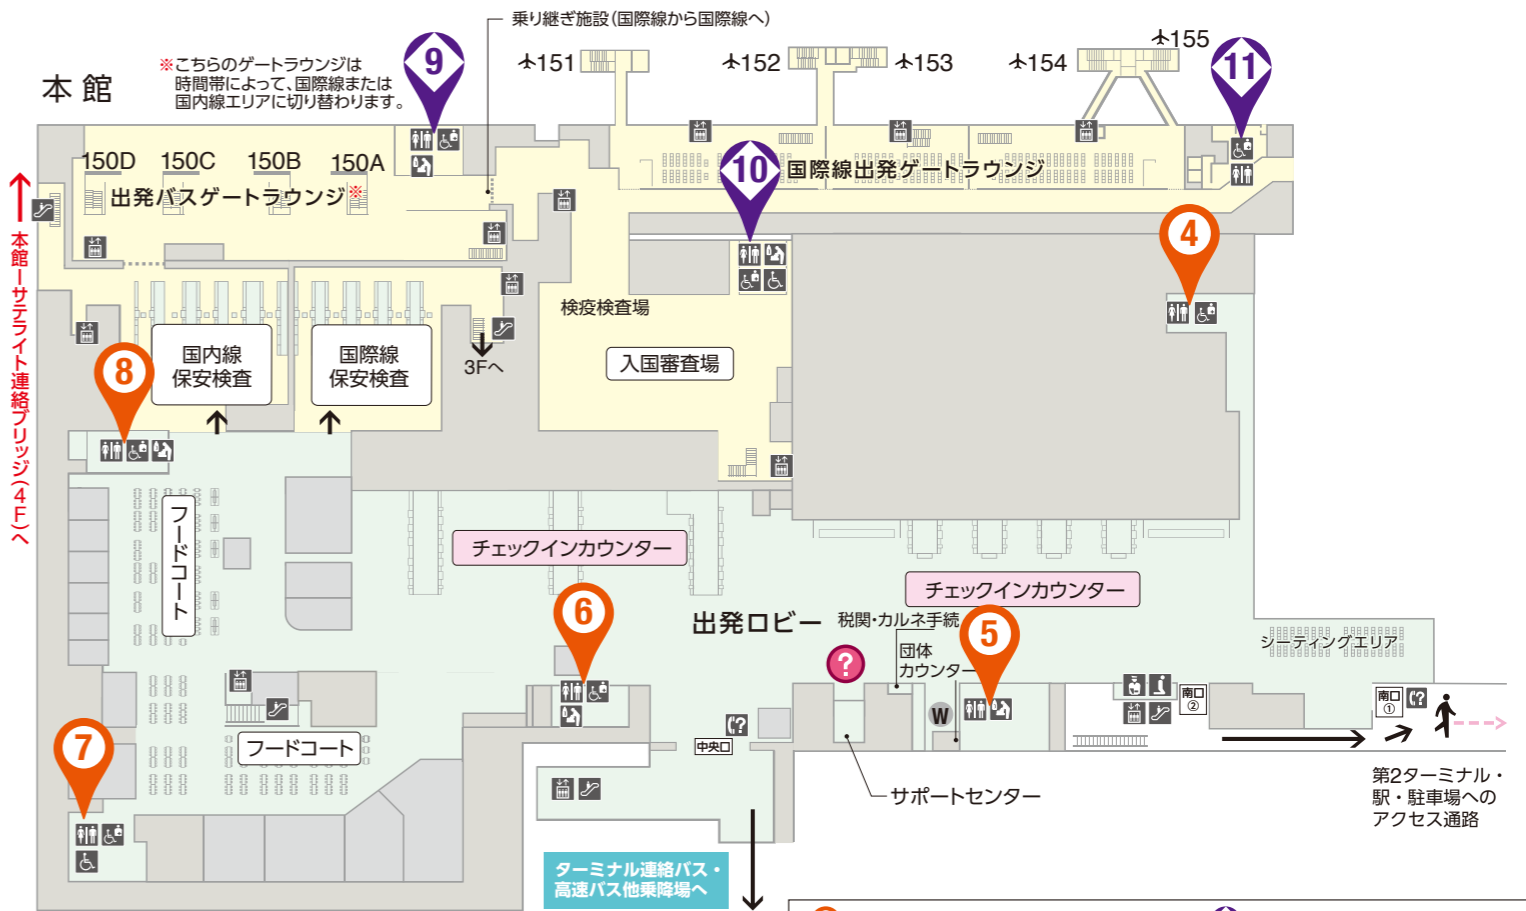 乗り継ぎ施設(国際線から国際線へ)
本館
※こちらのゲートラウンジは
時間帯によって、国際線または
国内線エリアに切り替わります。
9
151
152
153
154
155
11
150D
150C
150B
150A
出発バスゲートラウンジ※
10
国際線出発ゲートラウンジ
本館ーサテライト連絡ブリッジ(4F)へ
4
検疫検査場
国内線
保安検査
国際線
保安検査
3Fへ
入国審査場
8
フードコート
チェックインカウンター
チェックインカウンター
6
出発ロビー
税関・カルネ手続
5
?
団体
カウンター
シーティングエリア
南口
②
南口
①
?
W
7
フードコート
?
中央口
サポートセンター
第2ターミナル・
駅・駐車場への
アクセス通路
ターミナル連絡バス・
高速バス他乗降場へ